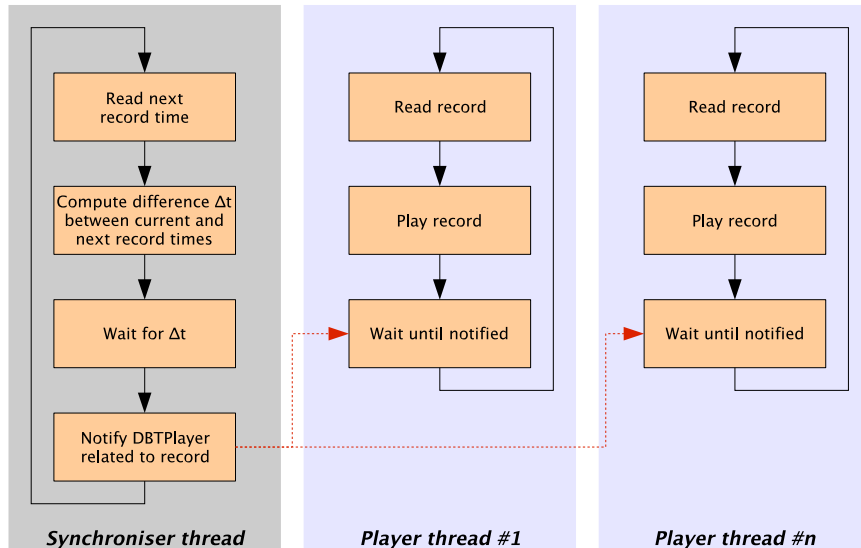 Read next
record time
Compute difference Δt
between current and
next record times
Wait for Δt
Notify DBTPlayer
related to record
Synchroniser thread
Read record
Play record
Wait until notified
Player thread #1
Read record
Play record
Wait until notified
Player thread #n